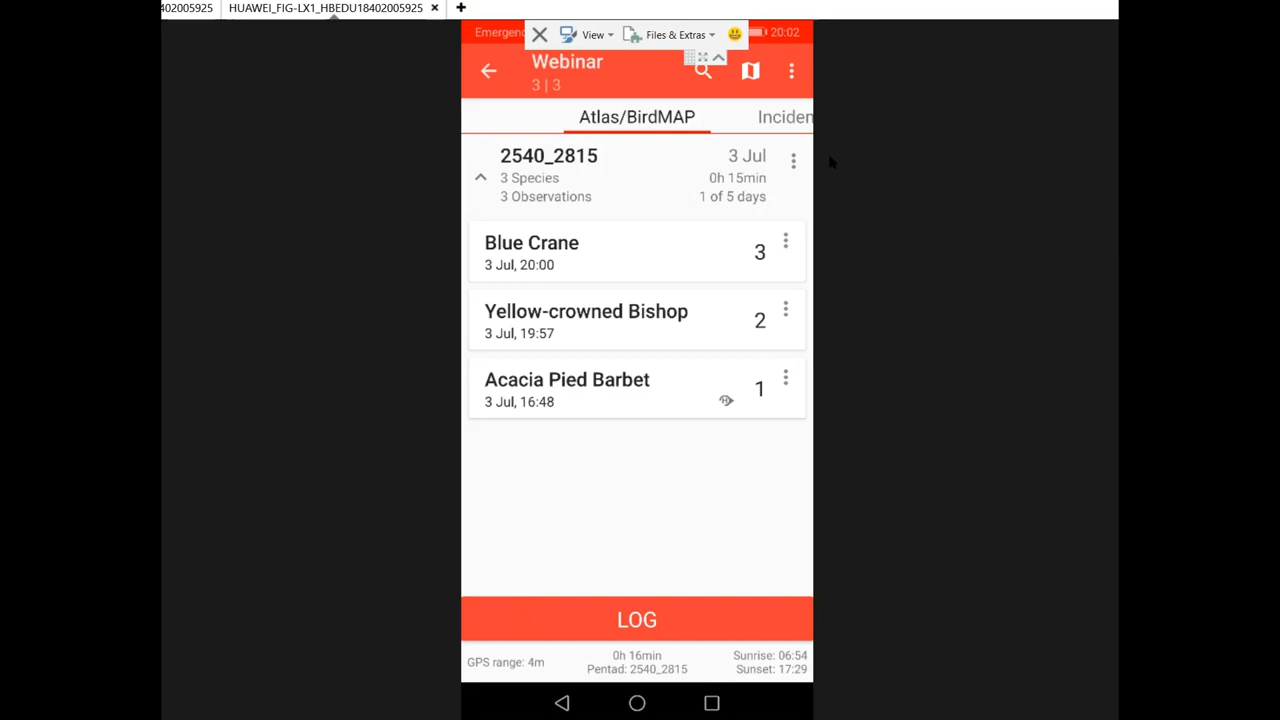 402005925
HUAWEI_FIG-LX1_HBEDU18402005925
View
Files & Extras
20:02
Webinar
3 | 3
Atlas/BirdMAP
2540_2815
3 Jul
3 Species
0h 15min
3 Observations
1 of 5 days
Blue Crane
3
3 Jul, 20:00
Yellow-crowned Bishop
2
3 Jul, 19:57
Acacia Pied Barbet
1
3 Jul, 16:48
LOG
GPS range: 4m
0h 16min
Pentad: 2540_2815
Sunrise: 06:54
Sunset: 17:29